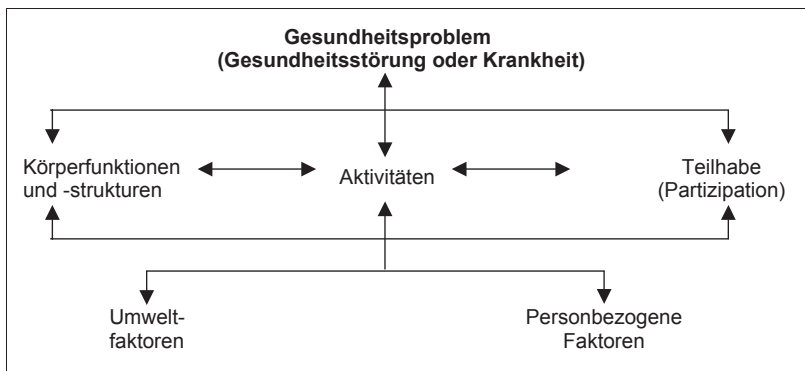 Gesundheitsproblem
(Gesundheitsstörung oder Krankheit)
Körperfunktionen
und -strukturen
Aktivitäten
Teilhabe
(Partizipation)
Umwelt-
faktoren
Personbezogene
Faktoren